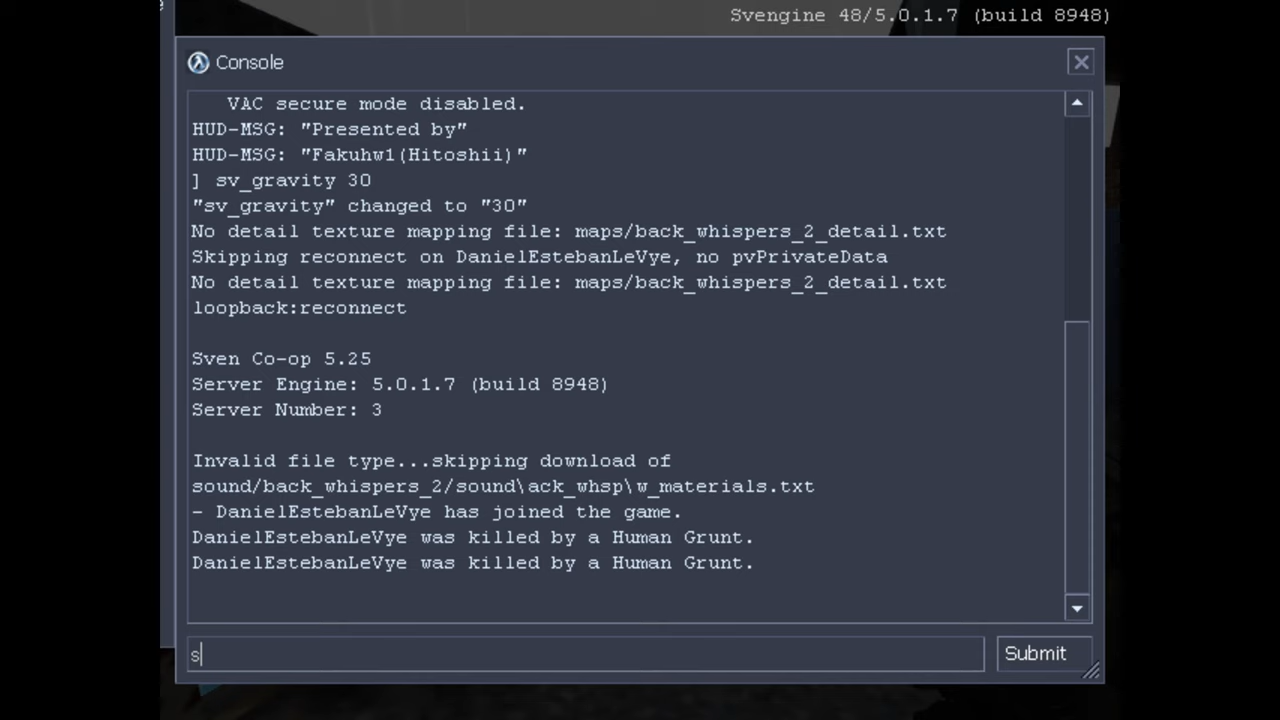 Svengine 48/5.0.1.7 (build 8948)
Console
VAC secure mode disabled.
HUD-MSG: "Presented by"
HUD-MSG: "Fakuhw1(Hitoshii)"
] sv_gravity 30
"sv_gravity" changed to "30"
No detail texture mapping file: maps/back_whispers_2_detail.txt
Skipping reconnect on DanielEstebanLeVye, no pvPrivateData
No detail texture mapping file: maps/back_whispers_2_detail.txt
loopback:reconnect
Sven Co-op 5.25
Server Engine: 5.0.1.7 (build 8948)
Server Number: 3
Invalid file type...skipping download of
sound/back_whispers_2/sound\ack_whsp\w_materials.txt
- DanielEstebanLeVye has joined the game.
DanielEstebanLeVye was killed by a Human Grunt.
DanielEstebanLeVye was killed by a Human Grunt.
s
Submit